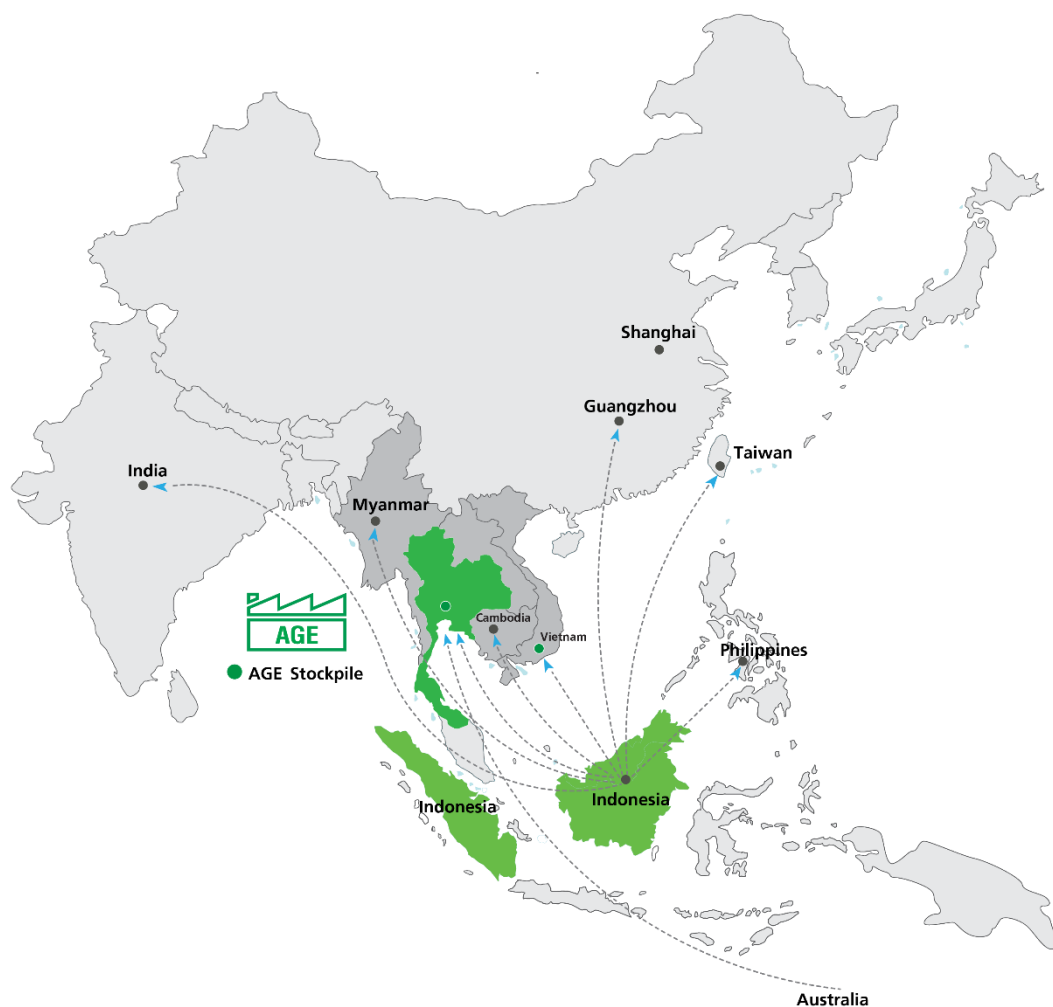 Shanghai
Guangzhou
Taiwan
India
Myanmar
Cambodia
Vietnam
AGE
Philippines
AGE Stockpile
Indonesia
Indonesia
Australia